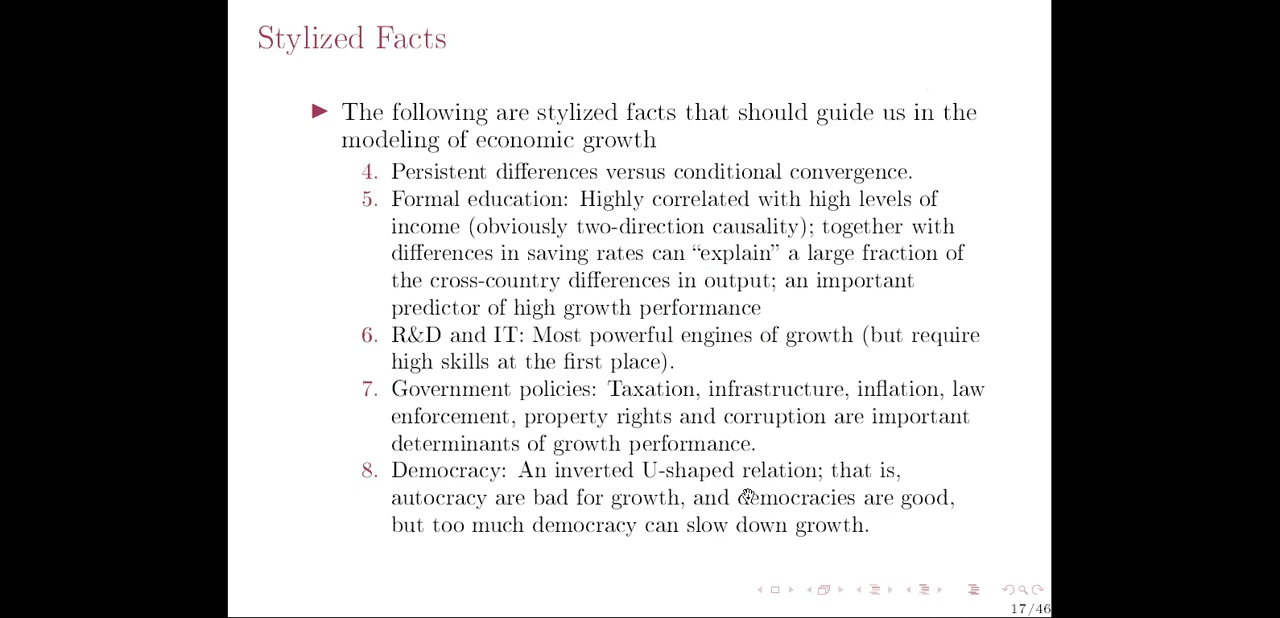 Stylized Facts
The following are stylized facts that should guide us in the
modeling of economic growth
4. Persistent differences versus conditional convergence.
5. Formal education: Highly correlated with high levels of
income (obviously two-direction causality); together with
differences in saving rates can “explain” a large fraction of
the cross-country differences in output; an important
predictor of high growth performance
6. R&D and IT: Most powerful engines of growth (but require
high skills at the first place).
7. Government policies: Taxation, infrastructure, inflation, law
enforcement, property rights and corruption are important
determinants of growth performance.
8. Democracy: An inverted U-shaped relation; that is,
autocracy are bad for growth, and democracies are good,
but too much democracy can slow down growth.
17/46